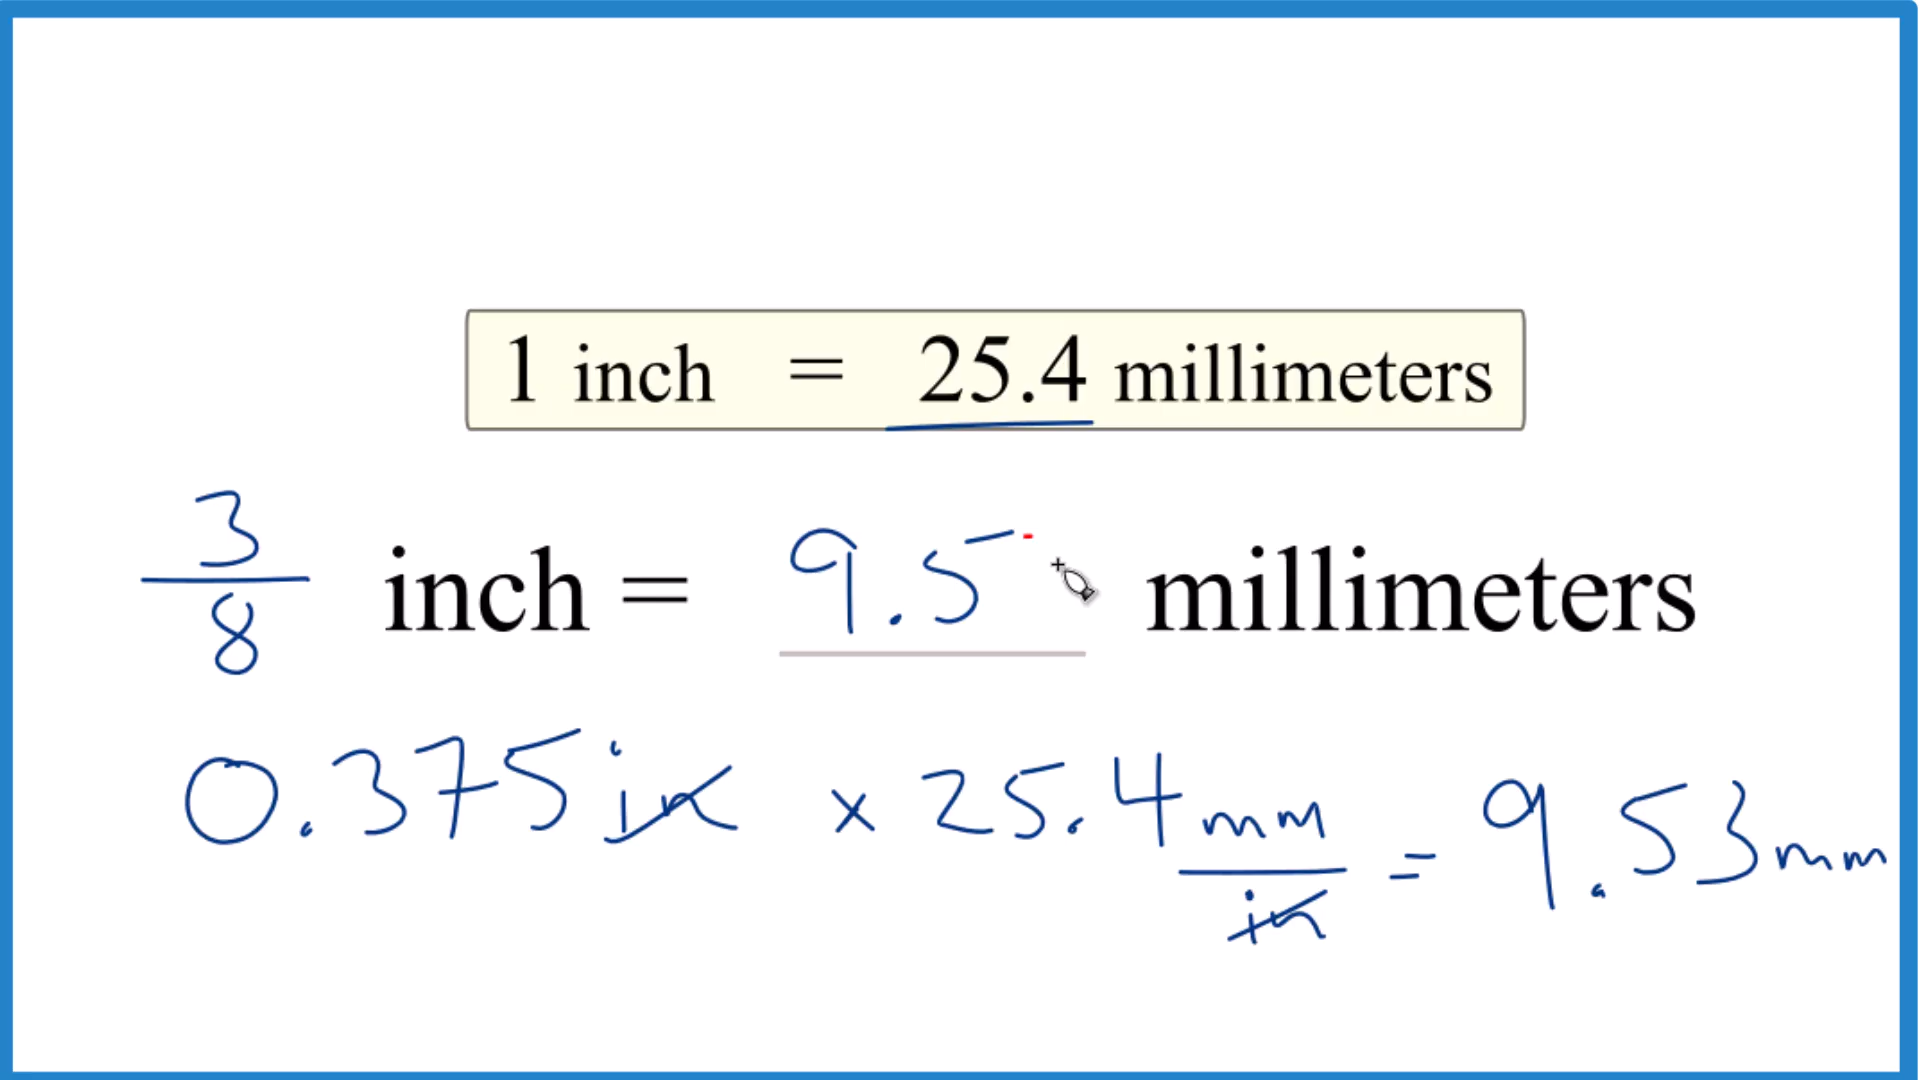 1 inch = 25.4 millimeters
3/8 inch = 9.5 millimeters
0.375 in x 25.4 mm/in = 9.53 mm